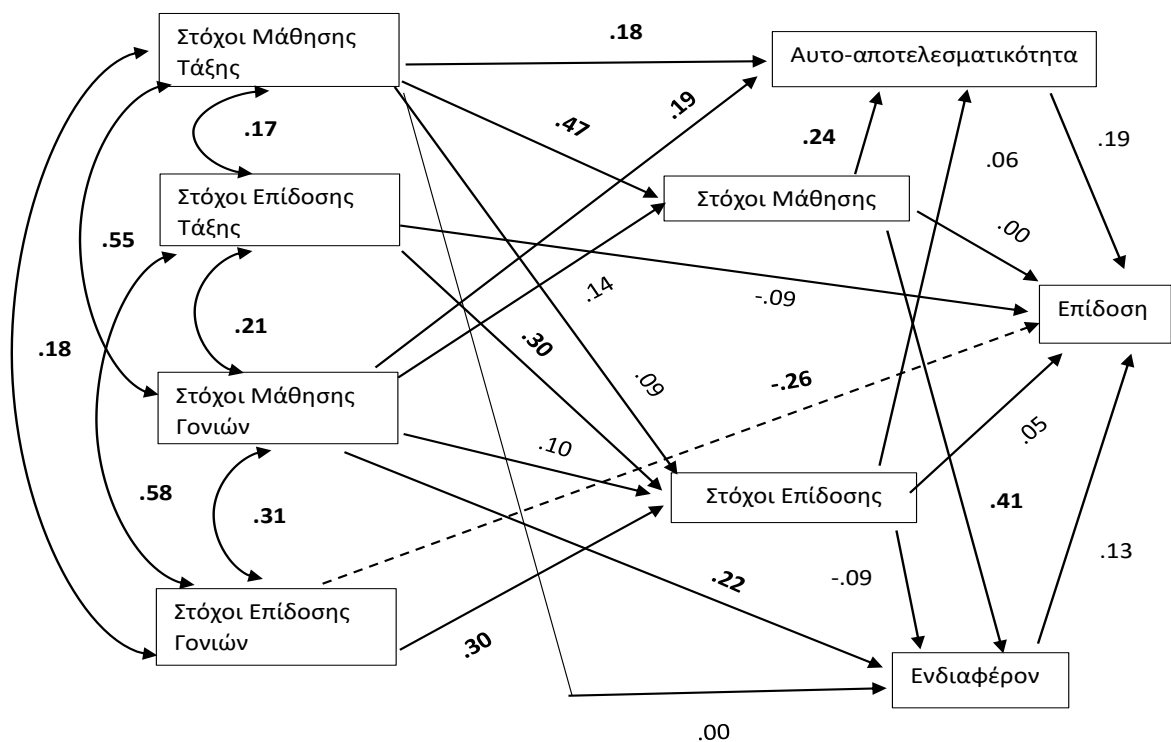 Στόχοι Μάθησης
Τάξης
.18
Αυτο-αποτελεσματικότητα
.17
.47
.19
.24
.06
.19
Στόχοι Επίδοσης
Τάξης
Στόχοι Μάθησης
.00
.55
.14
-.09
Επίδοση
.21
.30
.18
.09
-.26
Στόχοι Μάθησης
Γονιών
.10
.05
.58
.31
Στόχοι Επίδοσης
.41
.22
-.09
.13
Στόχοι Επίδοσης
Γονιών
.30
Ενδιαφέρον
.00